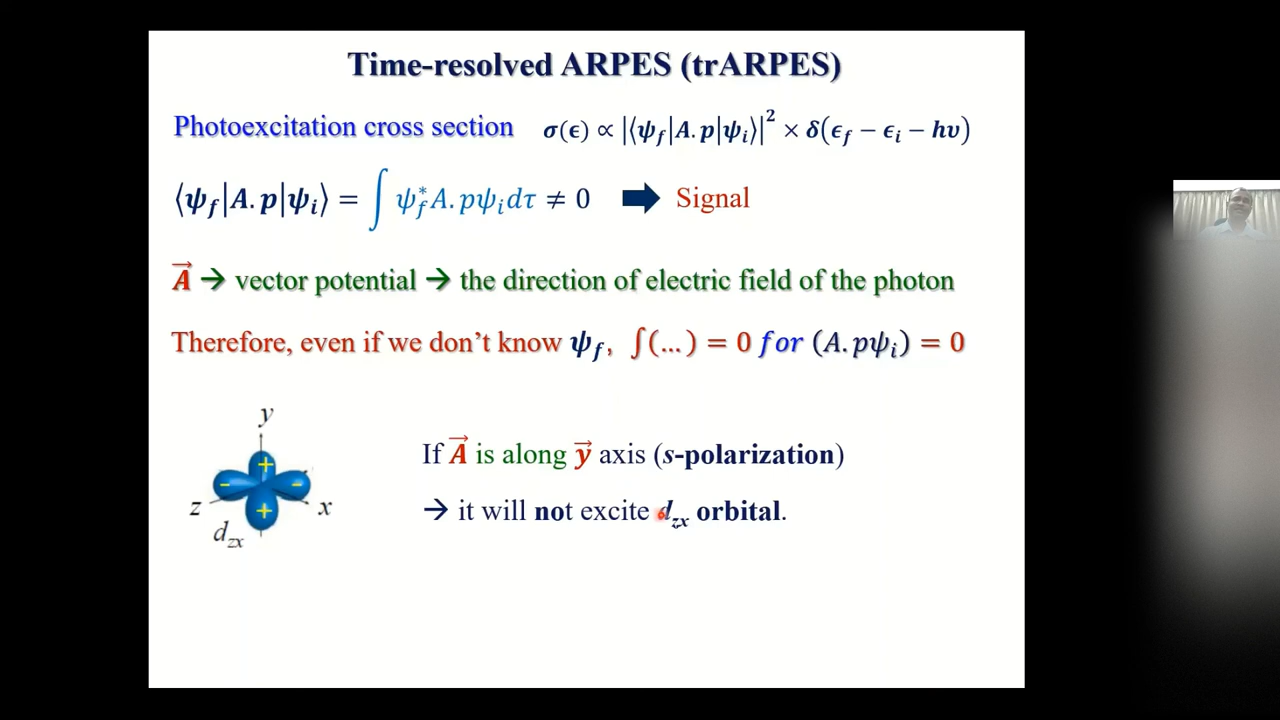 Time-resolved ARPES (trARPES)
Photoexcitation cross section σ(ϵ) ∝ |⟨ψ_f|A.p|ψ_i⟩|² × δ(ϵ_f − ϵ_i − hυ)
⟨ψ_f|A.p|ψ_i⟩ = ∫ ψ_f^* A.pψ_i dτ ≠ 0 ➡ Signal
A⃗ → vector potential → the direction of electric field of the photon
Therefore, even if we don't know ψ_f, ∫(…) = 0 for (A.pψ_i) = 0
y
+
- -
+
z x
d_zx
If A⃗ is along y⃗ axis (s-polarization)
→ it will not excite d_zx orbital.